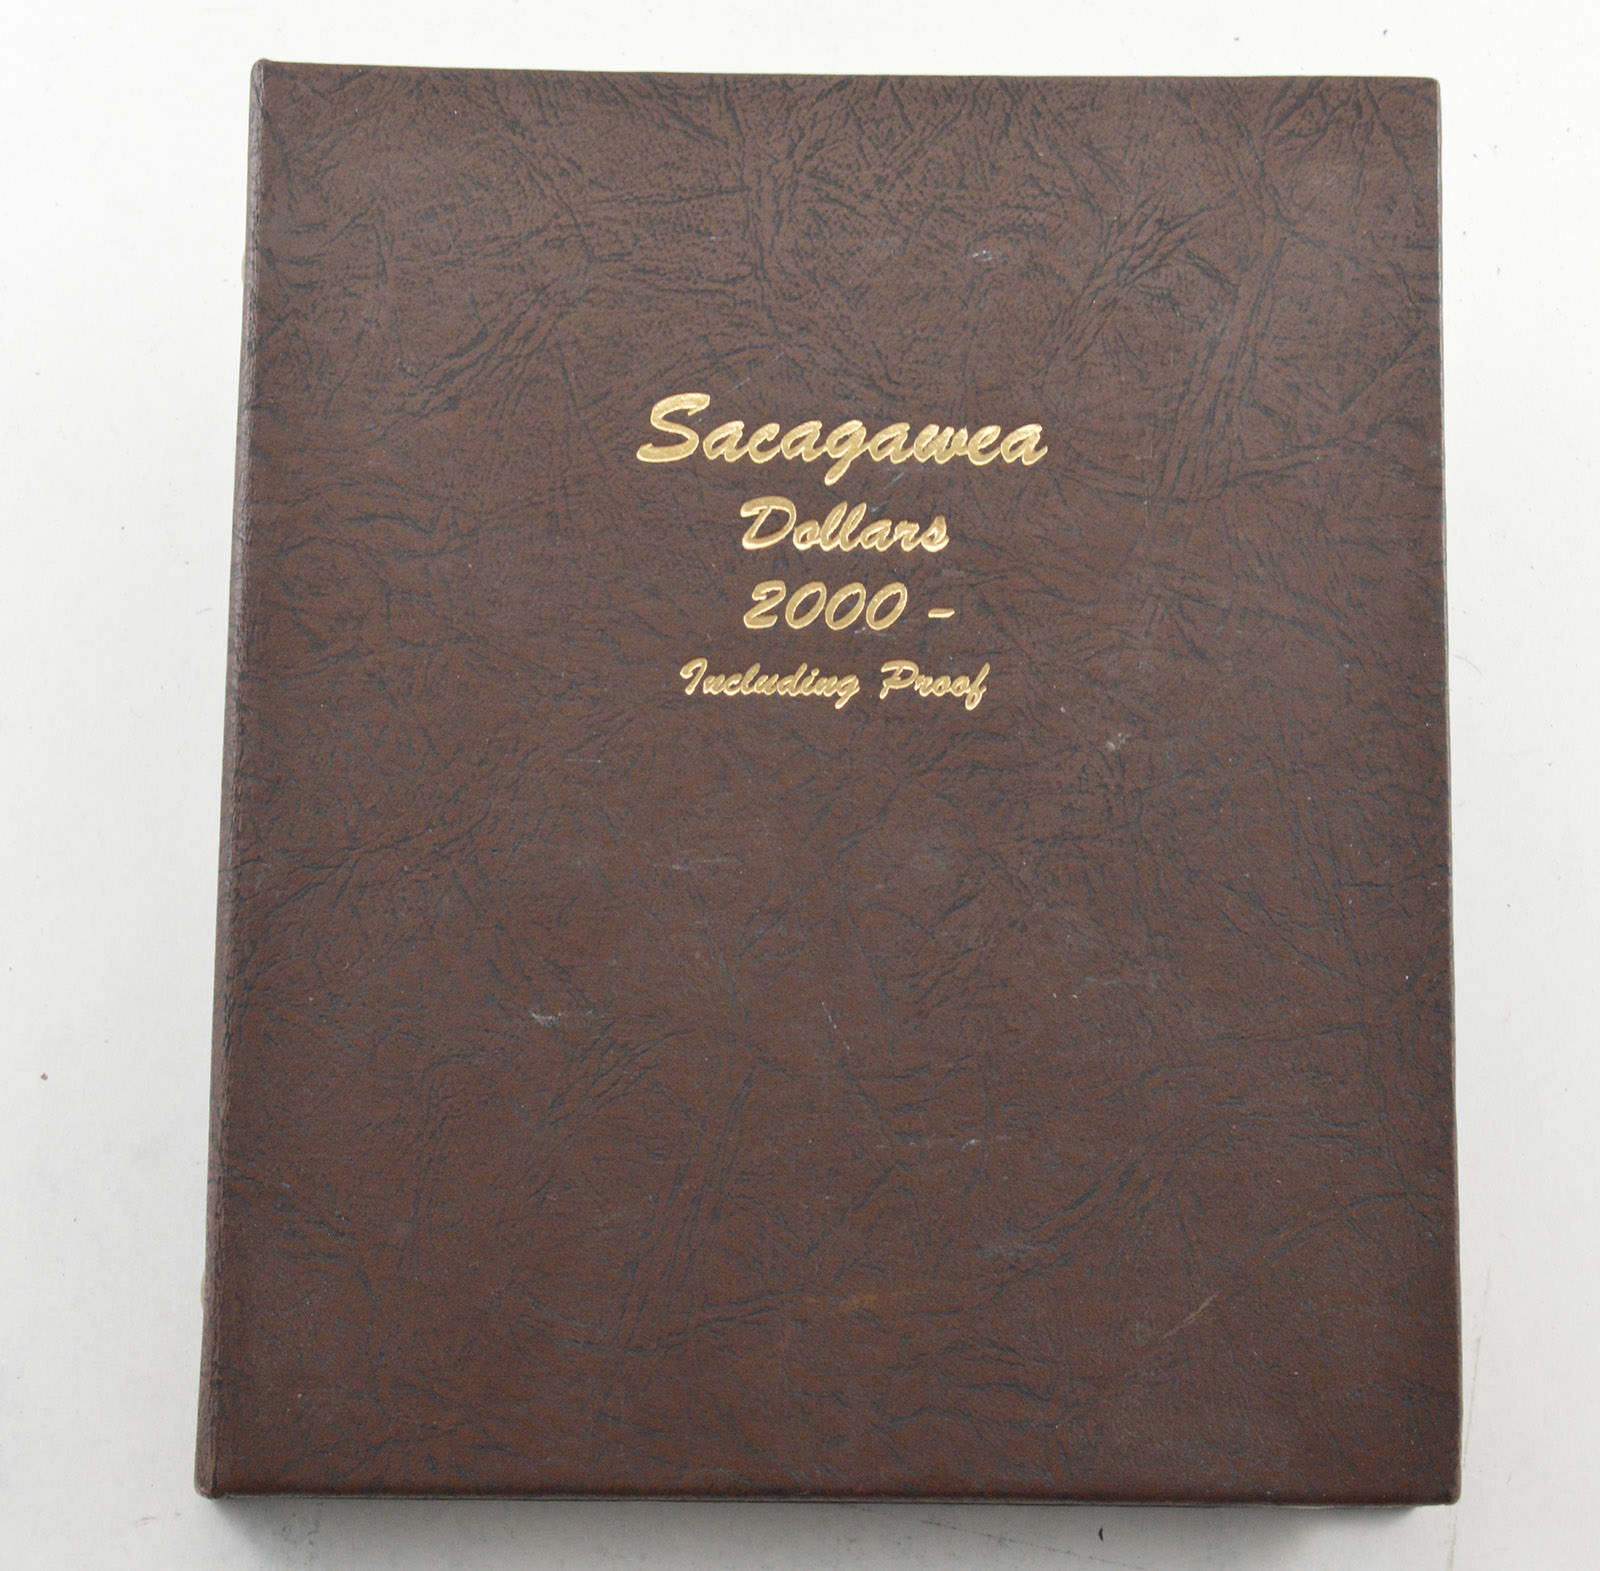 Sacagawea
Dollars
2000 -
Including Proof